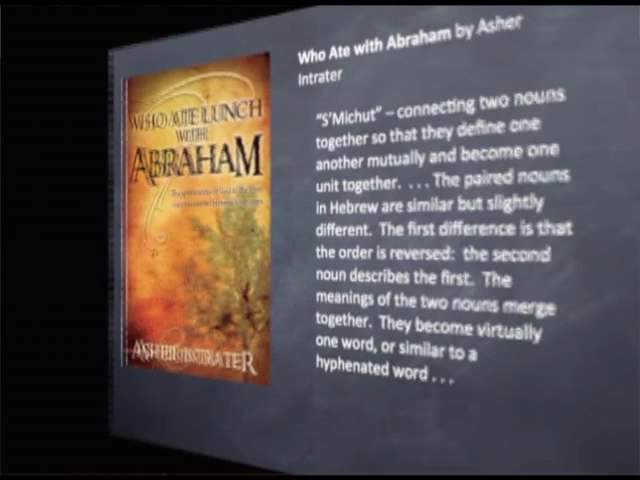 WHO ATE LUNCH
WITH
ABRAHAM
ASHER INTRATER
Who Ate with Abraham by Asher
Intrater
“S’Michut” – connecting two nouns
together so that they define one
another mutually and become one
unit together. . . . The paired nouns
in Hebrew are similar but slightly
different. The first difference is that
the order is reversed: the second
noun describes the first. The
meanings of the two nouns merge
together. They become virtually
one word, or similar to a
hyphenated word . . .